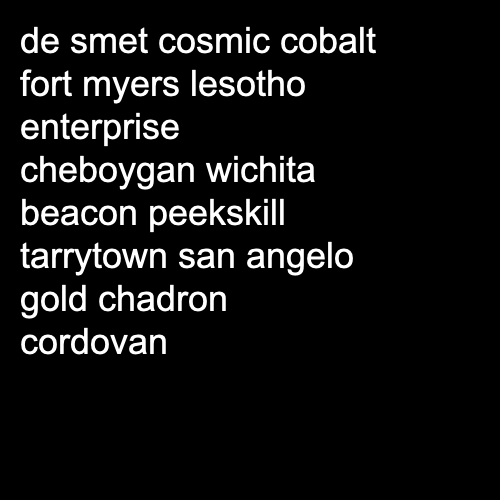 de smet cosmic cobalt
fort myers lesotho
enterprise
cheboygan wichita
beacon peekskill
tarrytown san angelo
gold chadron
cordovan